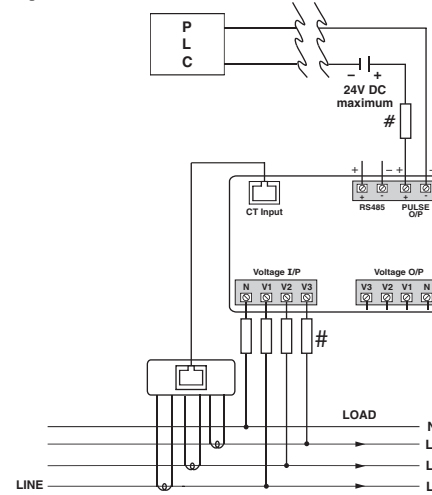 P
L
C
– +
24V DC
maximum
#
+ – + –
+ - + -
RS485 PULSE
O/P
CT Input
Voltage I/P
N V1 V2 V3
Voltage O/P
V3 V2 V1 N
#
LOAD
N
L
L
LINE
L